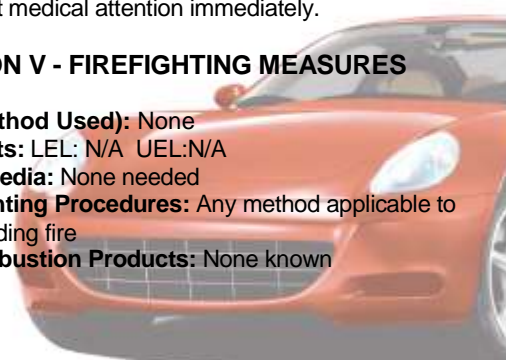 t medical attention immediately.
ON V - FIREFIGHTING MEASURES
thod Used): None
ts: LEL: N/A UEL:N/A
edia: None needed
nting Procedures: Any method applicable to
ding fire
bustion Products: None known